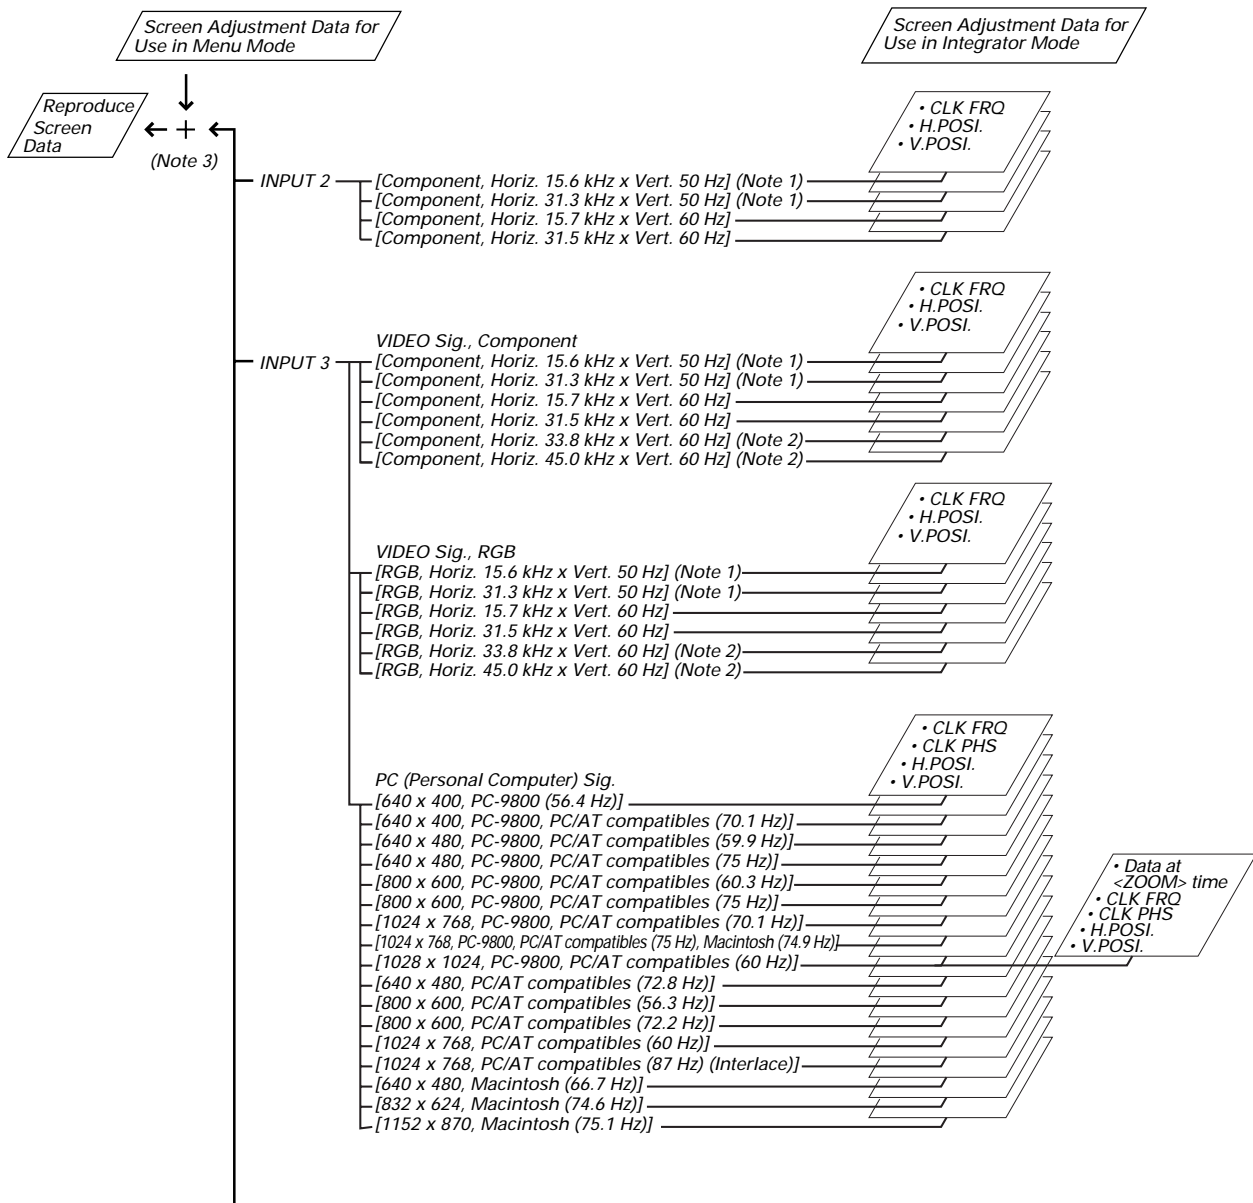 Screen Adjustment Data for
Use in Menu Mode
Screen Adjustment Data for
Use in Integrator Mode
Reproduce
Screen
Data
+
(Note 3)
• CLK FRQ
• H.POSI.
• V.POSI.
INPUT 2
[Component, Horiz. 15.6 kHz x Vert. 50 Hz] (Note 1)
[Component, Horiz. 31.3 kHz x Vert. 50 Hz] (Note 1)
[Component, Horiz. 15.7 kHz x Vert. 60 Hz]
[Component, Horiz. 31.5 kHz x Vert. 60 Hz]
• CLK FRQ
• H.POSI.
• V.POSI.
INPUT 3
VIDEO Sig., Component
[Component, Horiz. 15.6 kHz x Vert. 50 Hz] (Note 1)
[Component, Horiz. 31.3 kHz x Vert. 50 Hz] (Note 1)
[Component, Horiz. 15.7 kHz x Vert. 60 Hz]
[Component, Horiz. 31.5 kHz x Vert. 60 Hz]
[Component, Horiz. 33.8 kHz x Vert. 60 Hz] (Note 2)
[Component, Horiz. 45.0 kHz x Vert. 60 Hz] (Note 2)
• CLK FRQ
• H.POSI.
• V.POSI.
VIDEO Sig., RGB
[RGB, Horiz. 15.6 kHz x Vert. 50 Hz] (Note 1)
[RGB, Horiz. 31.3 kHz x Vert. 50 Hz] (Note 1)
[RGB, Horiz. 15.7 kHz x Vert. 60 Hz]
[RGB, Horiz. 31.5 kHz x Vert. 60 Hz]
[RGB, Horiz. 33.8 kHz x Vert. 60 Hz] (Note 2)
[RGB, Horiz. 45.0 kHz x Vert. 60 Hz] (Note 2)
• CLK FRQ
• CLK PHS
• H.POSI.
• V.POSI.
PC (Personal Computer) Sig.
[640 x 400, PC-9800 (56.4 Hz)]
[640 x 400, PC-9800, PC/AT compatibles (70.1 Hz)]
[640 x 480, PC-9800, PC/AT compatibles (59.9 Hz)]
[640 x 480, PC-9800, PC/AT compatibles (75 Hz)]
[800 x 600, PC-9800, PC/AT compatibles (60.3 Hz)]
[800 x 600, PC-9800, PC/AT compatibles (75 Hz)]
[1024 x 768, PC-9800, PC/AT compatibles (70.1 Hz)]
[1024 x 768, PC-9800, PC/AT compatibles (75 Hz), Macintosh (74.9 Hz)]
[1028 x 1024, PC-9800, PC/AT compatibles (60 Hz)]
[640 x 480, PC/AT compatibles (72.8 Hz)]
[800 x 600, PC/AT compatibles (56.3 Hz)]
[800 x 600, PC/AT compatibles (72.2 Hz)]
[1024 x 768, PC/AT compatibles (60 Hz)]
[1024 x 768, PC/AT compatibles (87 Hz) (Interlace)]
[640 x 480, Macintosh (66.7 Hz)]
[832 x 624, Macintosh (74.6 Hz)]
[1152 x 870, Macintosh (75.1 Hz)]
• Data at
<ZOOM> time
• CLK FRQ
• CLK PHS
• H.POSI.
• V.POSI.